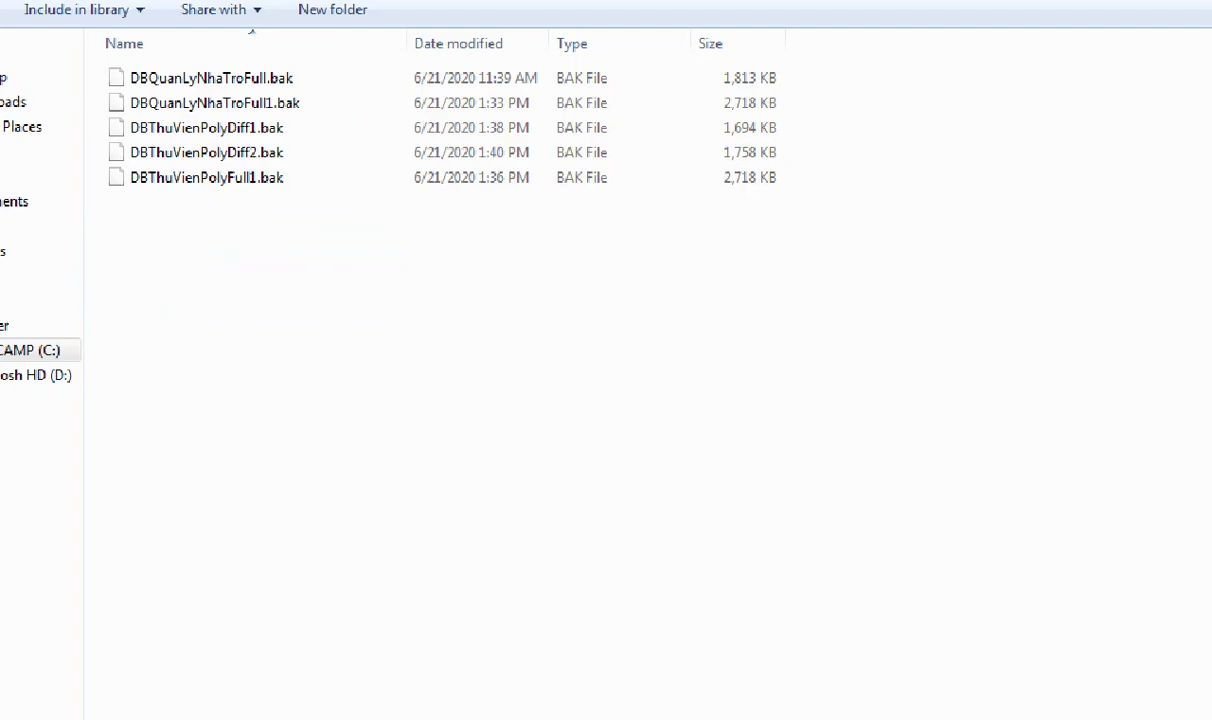 Include in library Share with New folder
Name Date modified Type Size
DBQuanLyNhaTroFull.bak 6/21/2020 11:39 AM BAK File 1,813 KB
DBQuanLyNhaTroFull1.bak 6/21/2020 1:33 PM BAK File 2,718 KB
DBThuVienPolyDiff1.bak 6/21/2020 1:38 PM BAK File 1,694 KB
DBThuVienPolyDiff2.bak 6/21/2020 1:40 PM BAK File 1,758 KB
DBThuVienPolyFull1.bak 6/21/2020 1:36 PM BAK File 2,718 KB
p
oads
Places
ents
s
er
CAMP (C:)
osh HD (D:)